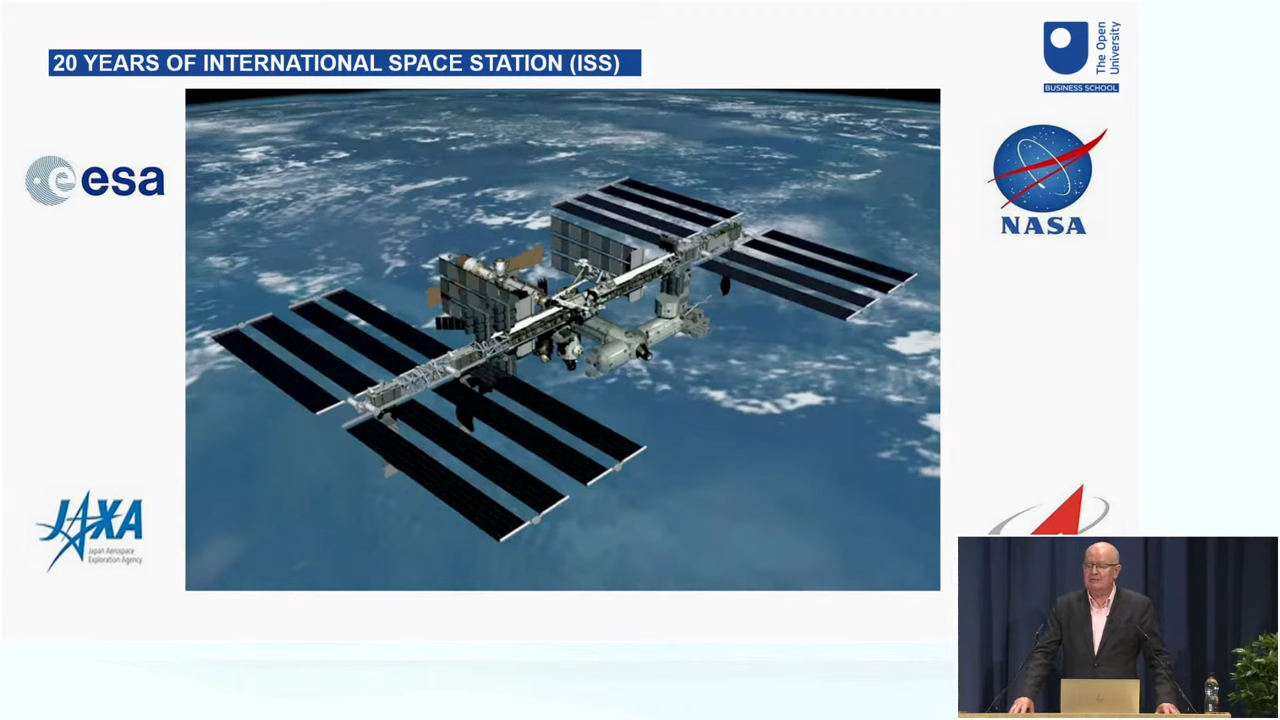 20 YEARS OF INTERNATIONAL SPACE STATION (ISS)
The Open
University
BUSINESS SCHOOL
esa
NASA
JAXA
Japan Aerospace
Exploration Agency